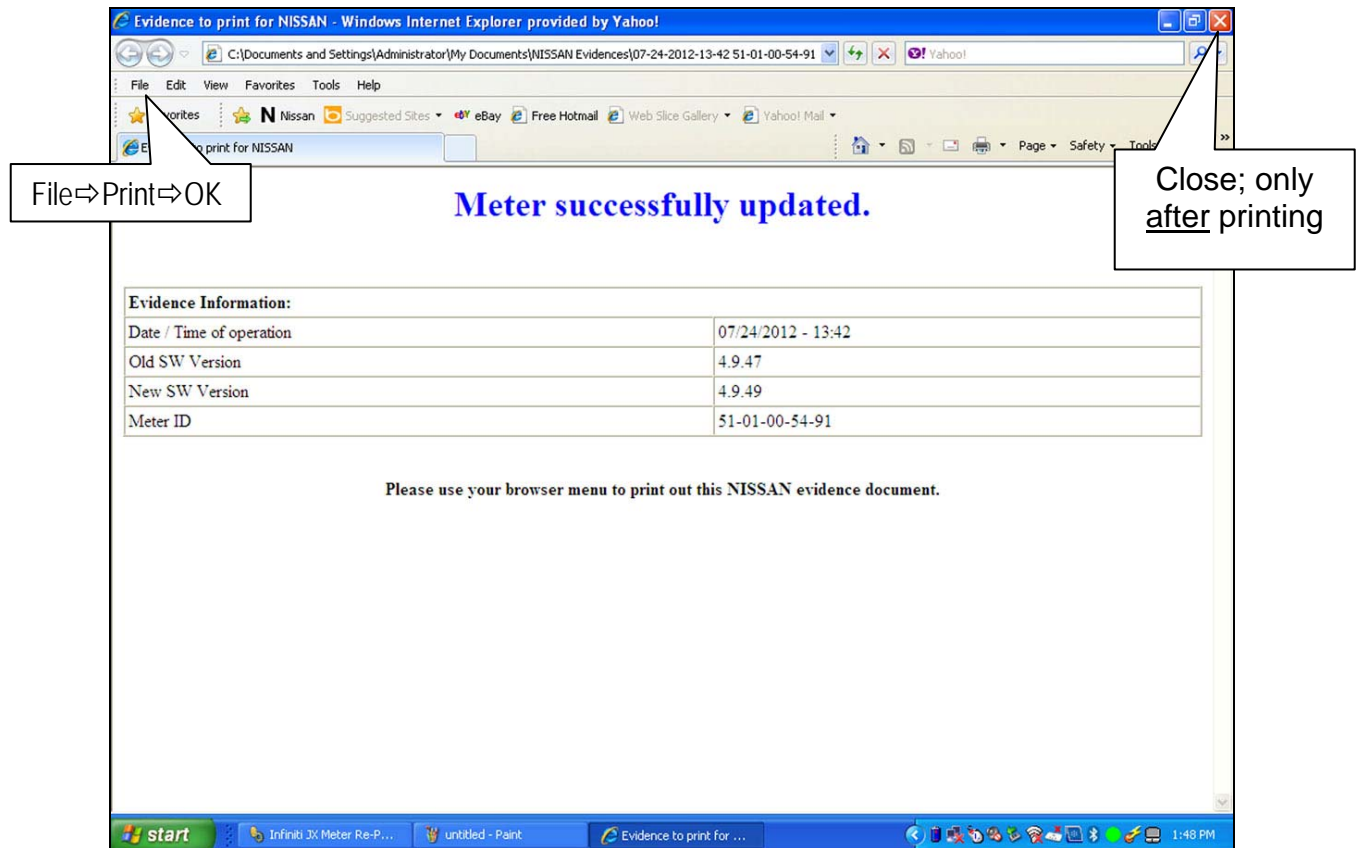 Evidence to print for NISSAN - Windows Internet Explorer provided by Yahoo!
C:\Documents and Settings\Administrator\My Documents\NISSAN Evidences\07-24-2012-13-42 51-01-00-54-91
Yahoo!
File Edit View Favorites Tools Help
Nissan Suggested Sites eBay Free Hotmail Web Slice Gallery Yahoo! Mail
print for NISSAN
Page Safety
File⇨Print⇨OK
Close; only
after printing
Meter successfully updated.
Evidence Information:
Date / Time of operation 07/24/2012 - 13:42
Old SW Version 4.9.47
New SW Version 4.9.49
Meter ID 51-01-00-54-91
Please use your browser menu to print out this NISSAN evidence document.
start Infiniti JX Meter Re-P... untitled - Paint Evidence to print for ... 1:48 PM